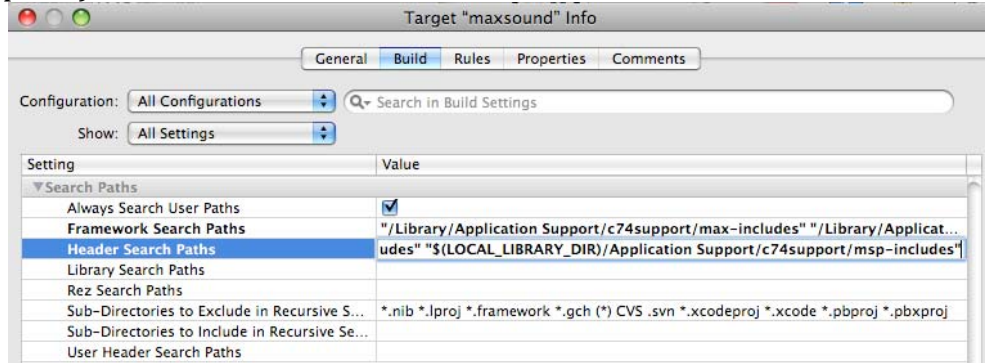 Target "maxsound" Info
General Build Rules Properties Comments
Configuration: All Configurations Search in Build Settings
Show: All Settings
Setting Value
Search Paths
Always Search User Paths
Framework Search Paths "/Library/Application Support/c74support/max-includes" "/Library/Applicat...
Header Search Paths udes" "$(LOCAL_LIBRARY_DIR)/Application Support/c74support/msp-includes"
Library Search Paths
Rez Search Paths
Sub-Directories to Exclude in Recursive S... *.nib *.lproj *.framework *.gch (*) CVS .svn *.xcodeproj *.xcode *.pbproj *.pbxproj
Sub-Directories to Include in Recursive Se...
User Header Search Paths